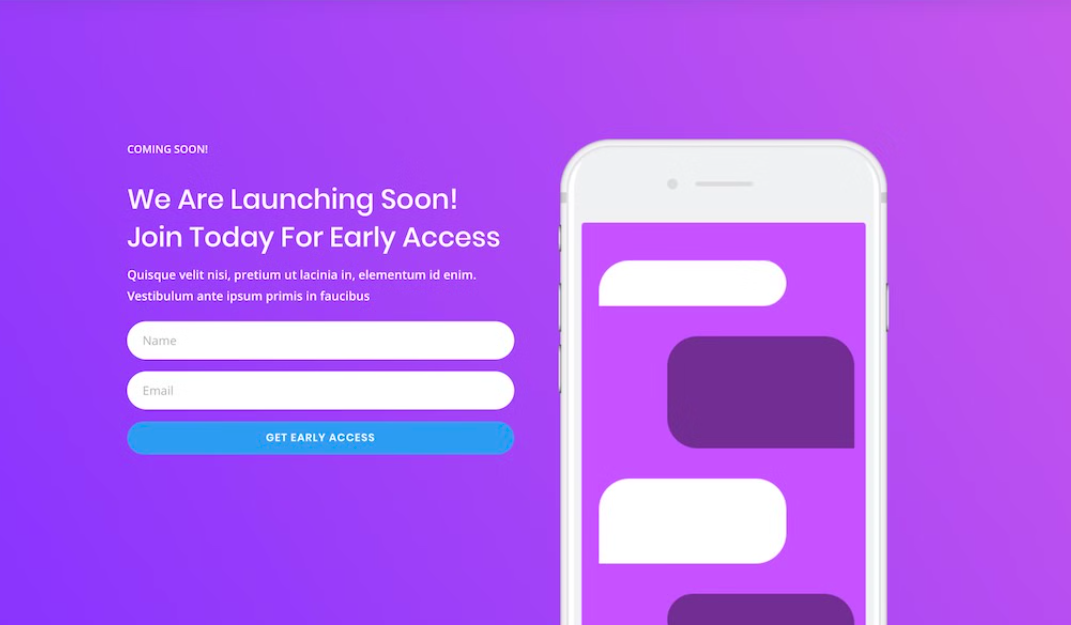 COMING SOON!
We Are Launching Soon!
Join Today For Early Access
Quisque velit nisi, pretium ut lacinia in, elementum id enim.
Vestibulum ante ipsum primis in faucibus
Name
Email
GET EARLY ACCESS